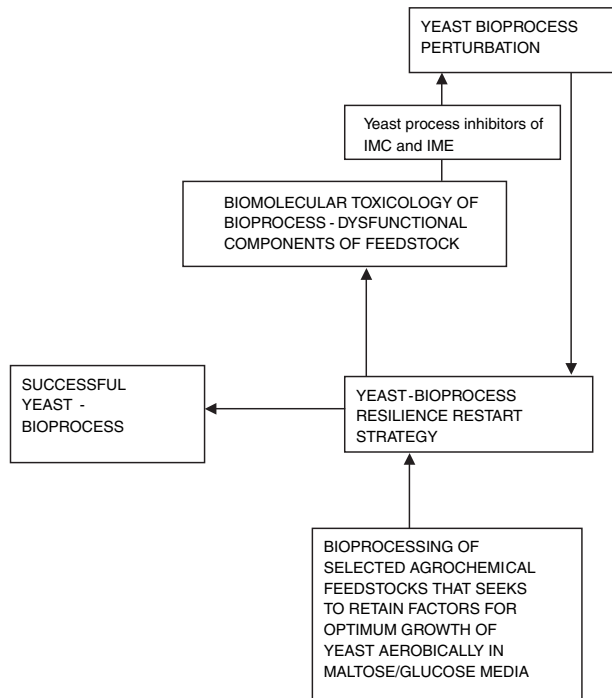 YEAST BIOPROCESS
PERTURBATION
Yeast process inhibitors of
IMC and IME
BIOMOLECULAR TOXICOLOGY OF
BIOPROCESS - DYSFUNCTIONAL
COMPONENTS OF FEEDSTOCK
SUCCESSFUL
YEAST -
BIOPROCESS
YEAST-BIOPROCESS
RESILIENCE RESTART
STRATEGY
BIOPROCESSING OF
SELECTED AGROCHEMICAL
FEEDSTOCKS THAT SEEKS
TO RETAIN FACTORS FOR
OPTIMUM GROWTH OF
YEAST AEROBICALLY IN
MALTOSE/GLUCOSE MEDIA